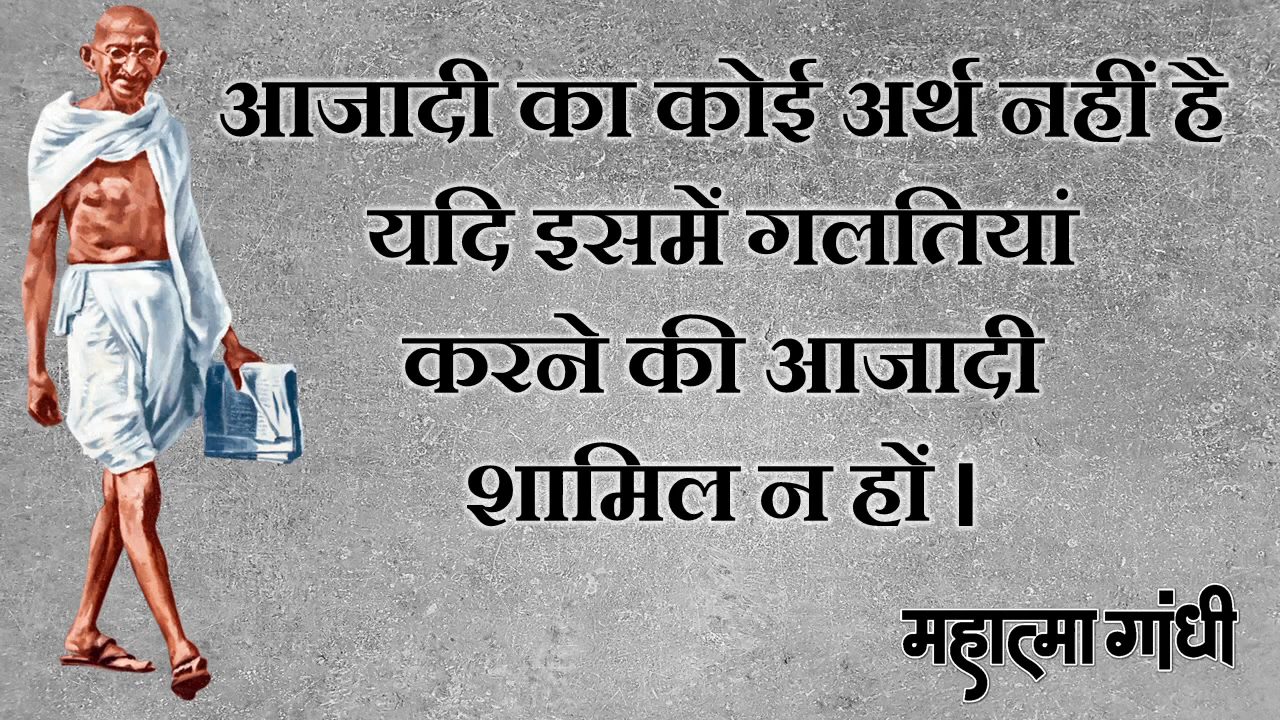 आजादी का कोई अर्थ नहीं है
यदि इसमें गलतियां
करने की आजादी
शामिल न हों।
महात्मा गांधी